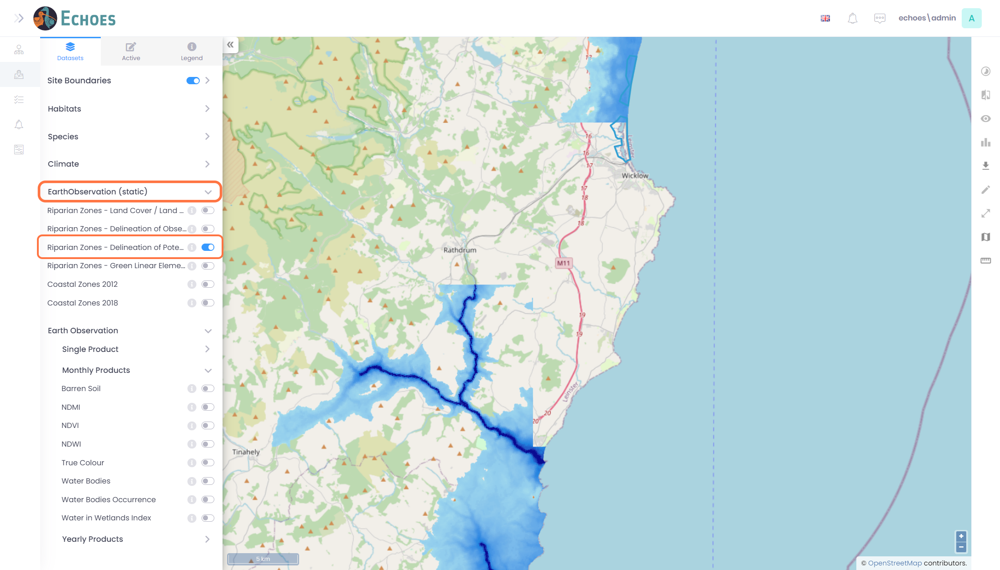 ECHOES
echoes\admin
A
Datasets
Active
Legend
Site Boundaries
Habitats
Species
Climate
EarthObservation (static)
Riparian Zones - Land Cover / Land ...
Riparian Zones - Delineation of Obse...
Riparian Zones - Delineation of Pote...
Riparian Zones - Green Linear Eleme...
Coastal Zones 2012
Coastal Zones 2018
Earth Observation
Single Product
Monthly Products
Barren Soil
NDMI
NDVI
NDWI
True Colour
Water Bodies
Water Bodies Occurrence
Water in Wetlands Index
Yearly Products
13
16
Leinster
16
17
Wicklow
17
18
18
Rathdrum
M11
19
19
Leinster
20
20
Tinahely
5 km
+
−
© OpenStreetMap contributors.